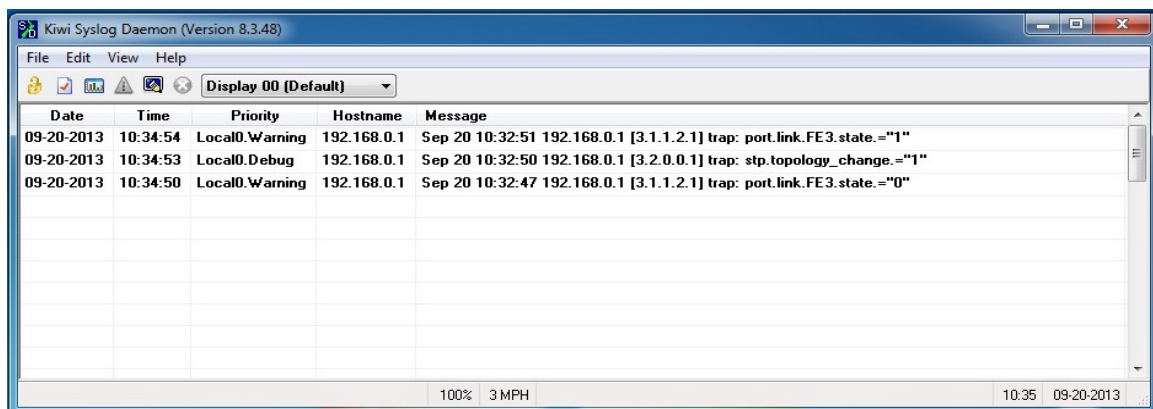 Kiwi Syslog Daemon (Version 8.3.48)
File Edit View Help
Display 00 (Default)
Date Time Priority Hostname Message
09-20-2013 10:34:54 Local0.Warning 192.168.0.1 Sep 20 10:32:51 192.168.0.1 [3.1.1.2.1] trap: port.link.FE3.state.="1"
09-20-2013 10:34:53 Local0.Debug 192.168.0.1 Sep 20 10:32:50 192.168.0.1 [3.2.0.0.1] trap: stp.topology_change.="1"
09-20-2013 10:34:50 Local0.Warning 192.168.0.1 Sep 20 10:32:47 192.168.0.1 [3.1.1.2.1] trap: port.link.FE3.state.="0"
100% 3 MPH 10:35 09-20-2013